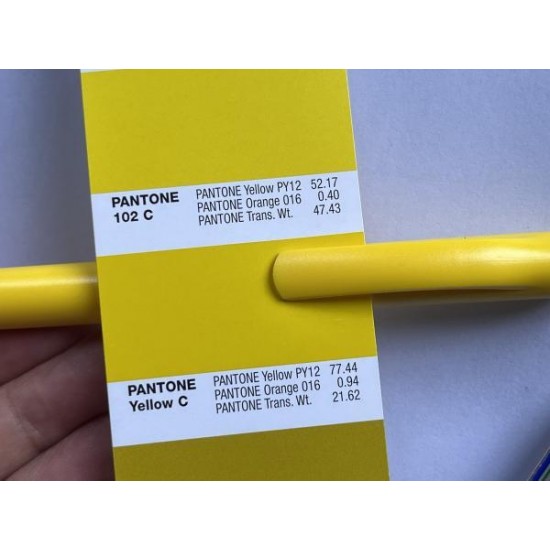 PANTONE
102 C
PANTONE Yellow PY12 52.17
PANTONE Orange 016 0.40
PANTONE Trans. Wt. 47.43
PANTONE
Yellow C
PANTONE Yellow PY12 77.44
PANTONE Orange 016 0.94
PANTONE Trans. Wt. 21.62